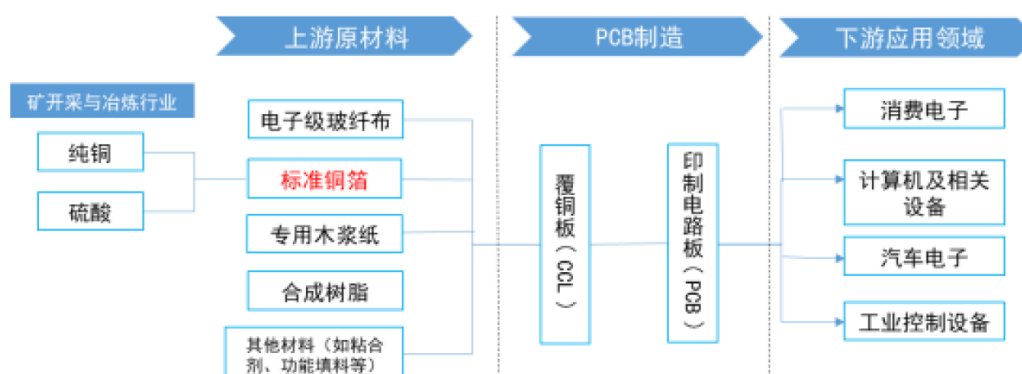 上游原材料
PCB制造
下游应用领域
矿开采与冶炼行业
纯铜
硫酸
电子级玻纤布
标准铜箔
专用木浆纸
合成树脂
其他材料（如粘合
剂、功能填料等）
覆铜板（CCL）
印制电路板（PCB）
消费电子
计算机及相关
设备
汽车电子
工业控制设备